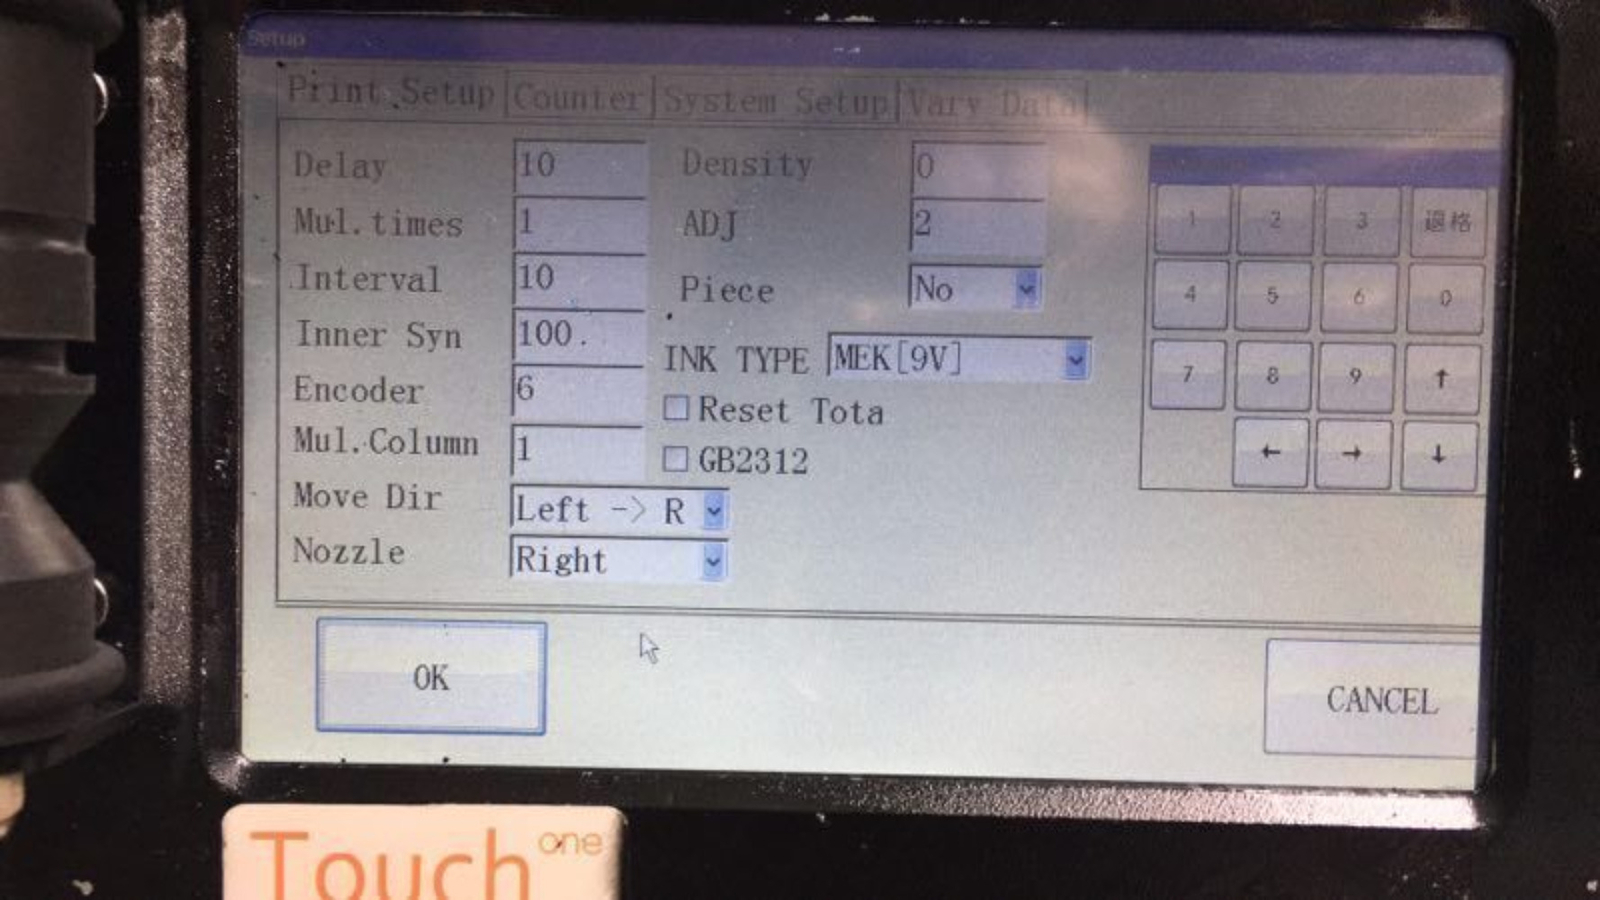 Setup
Print Setup Counter System Setup Vary Data
Delay 10 Density 0
Mul.times 1 ADJ 2
Interval 10 Piece No
Inner Syn 100. INK TYPE MEK[9V]
Encoder 6 Reset Tota
Mul.Column 1 GB2312
Move Dir Left -> R
Nozzle Right
1 2 3 退格
4 5 6 0
7 8 9 ↑
← → ↓
OK CANCEL
Touch one